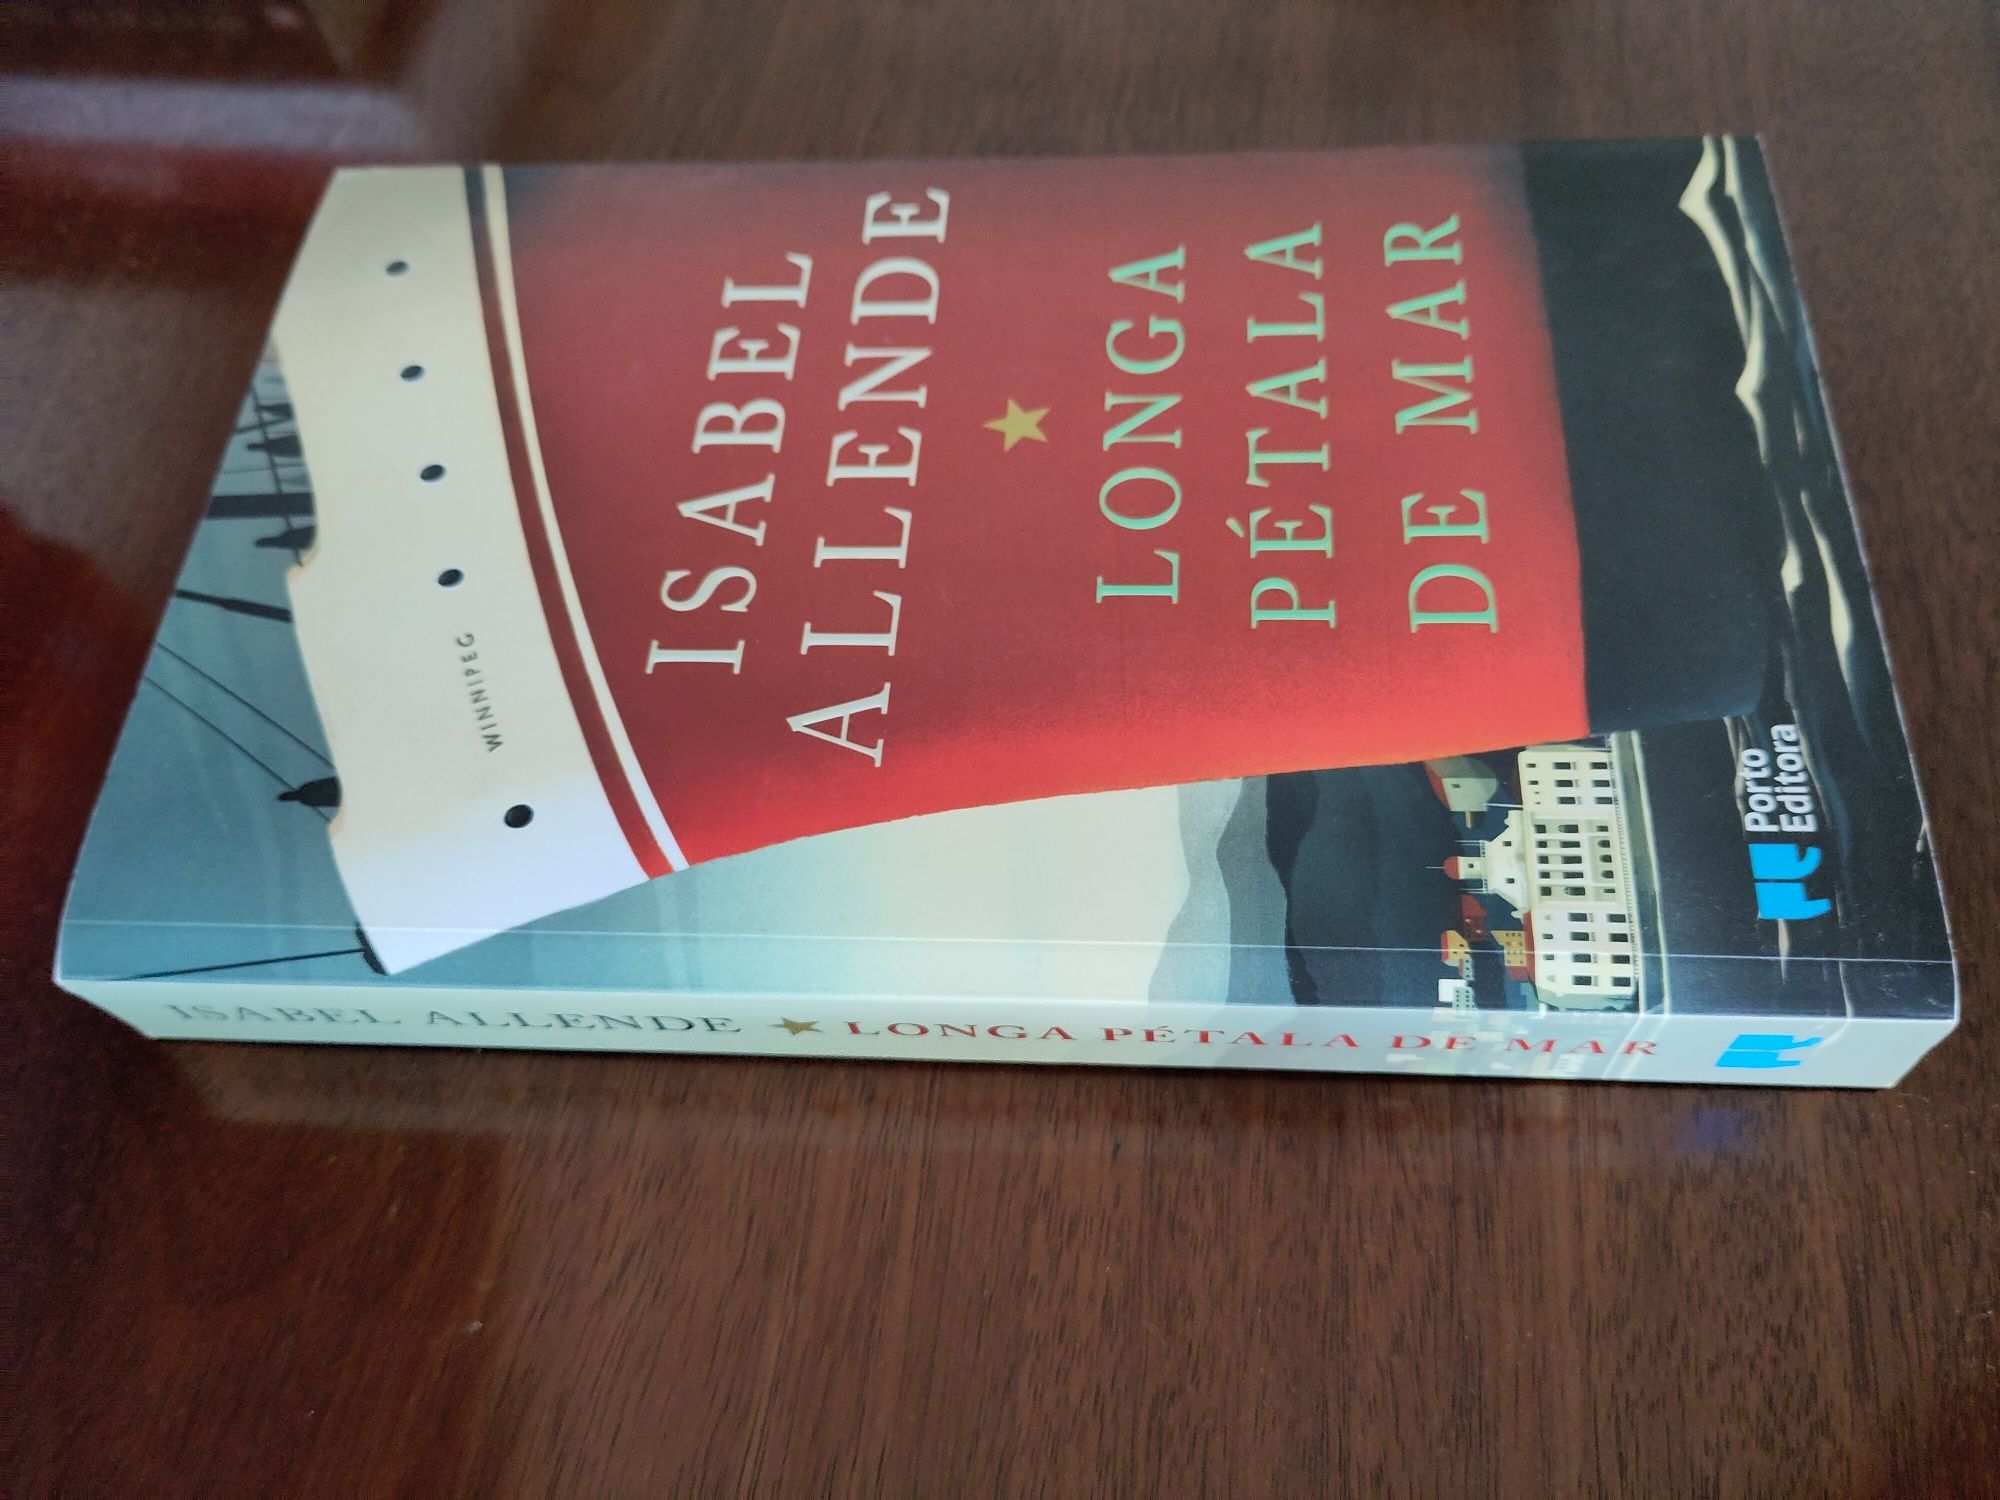 WINNIPEG
ISABEL
ALLENDE
LONGA
PÉTALA
DE MAR
Porto
Editora
ISABEL ALLENDE LONGA PÉTALA DE MAR